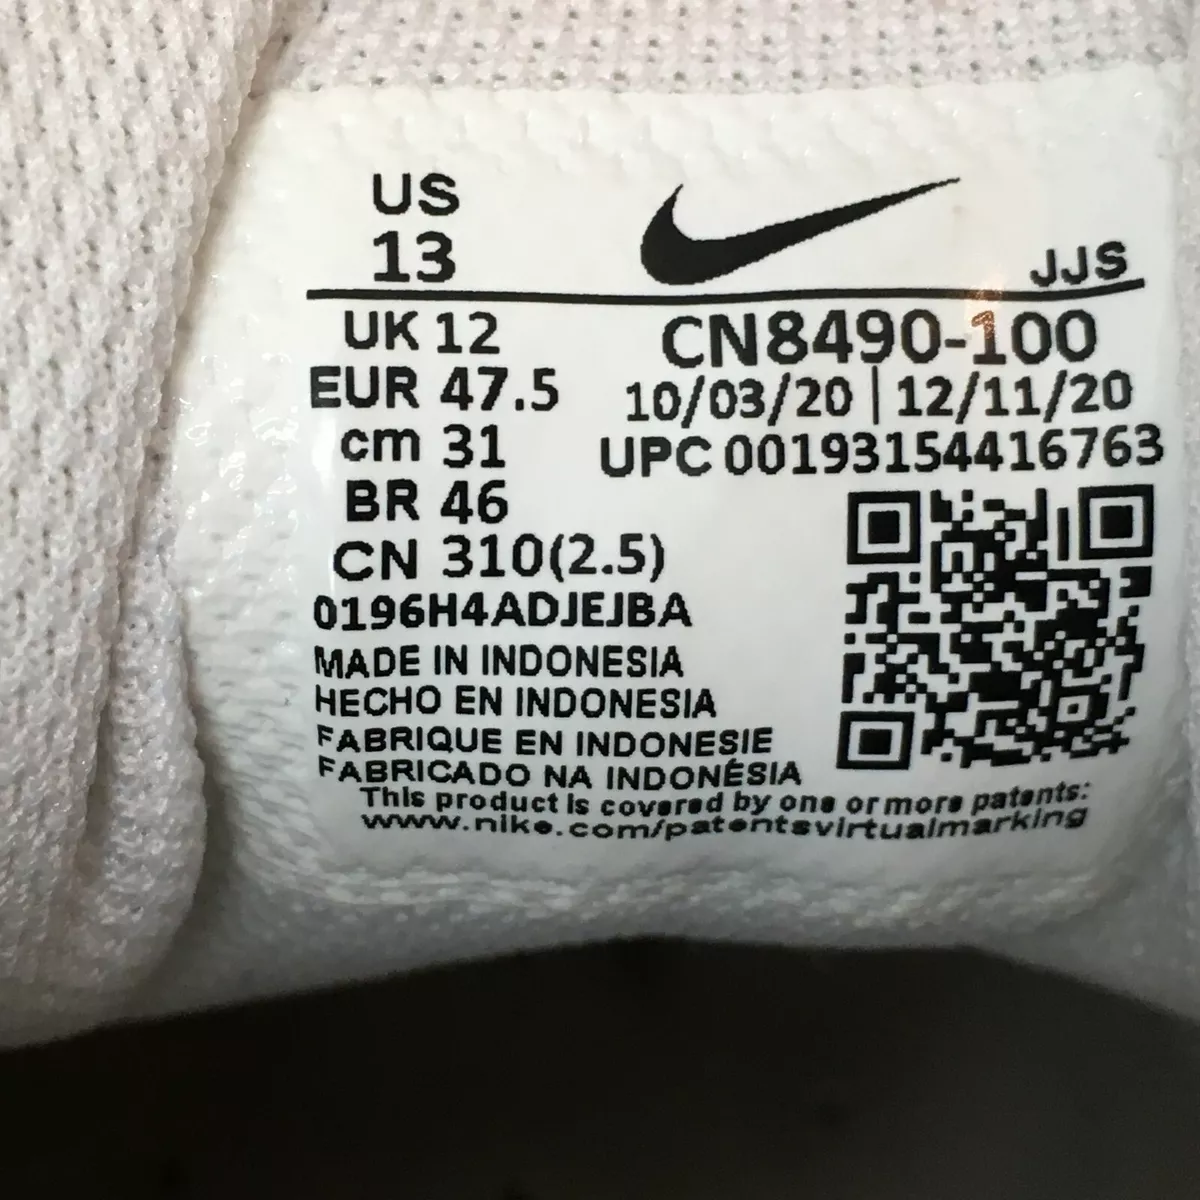 US
13
JJS
UK 12
EUR 47.5
cm 31
BR 46
CN 310(2.5)
CN8490-100
10/03/20 | 12/11/20
UPC 00193154416763
0196H4ADJEJBA
MADE IN INDONESIA
HECHO EN INDONESIA
FABRIQUE EN INDONESIE
FABRICADO NA INDONÉSIA
This product is covered by one or more patents:
www.nike.com/patentsvirtualmarking